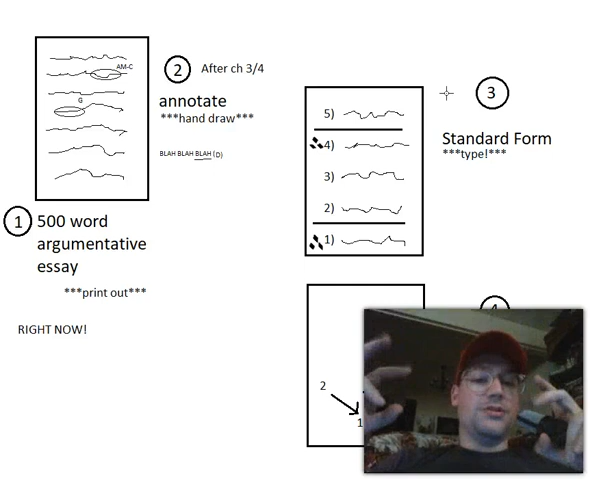 AM-C
G
1
500 word
argumentative
essay
***print out***
RIGHT NOW!
2
After ch 3/4
annotate
***hand draw***
BLAH BLAH BLAH (D)
3
Standard Form
***type!***
5)
4)
3)
2)
1)
2
1